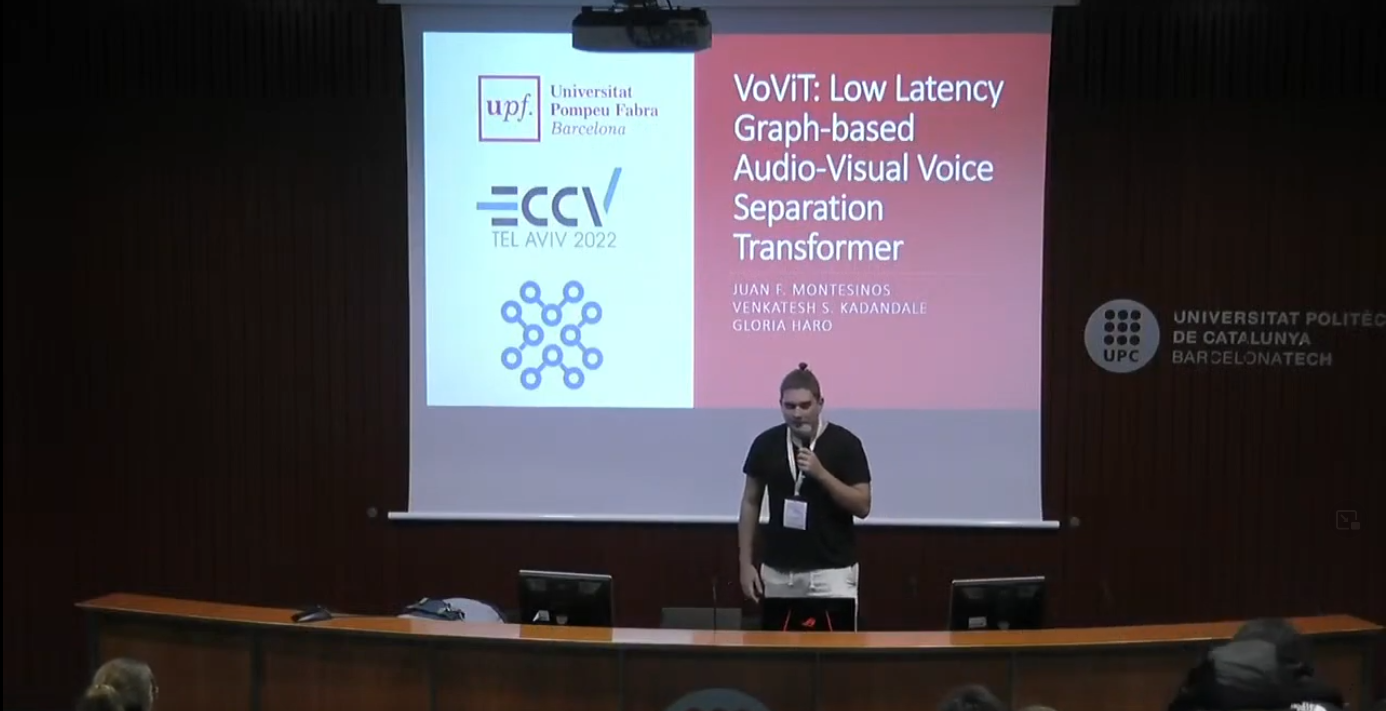 upf.
Universitat
Pompeu Fabra
Barcelona
ECCV
TEL AVIV 2022
VoViT: Low Latency
Graph-based
Audio-Visual Voice
Separation
Transformer
JUAN F. MONTESINOS
VENKATESH S. KADANDALE
GLORIA HARO
UPC
UNIVERSITAT POLITÈC
DE CATALUNYA
BARCELONATECH